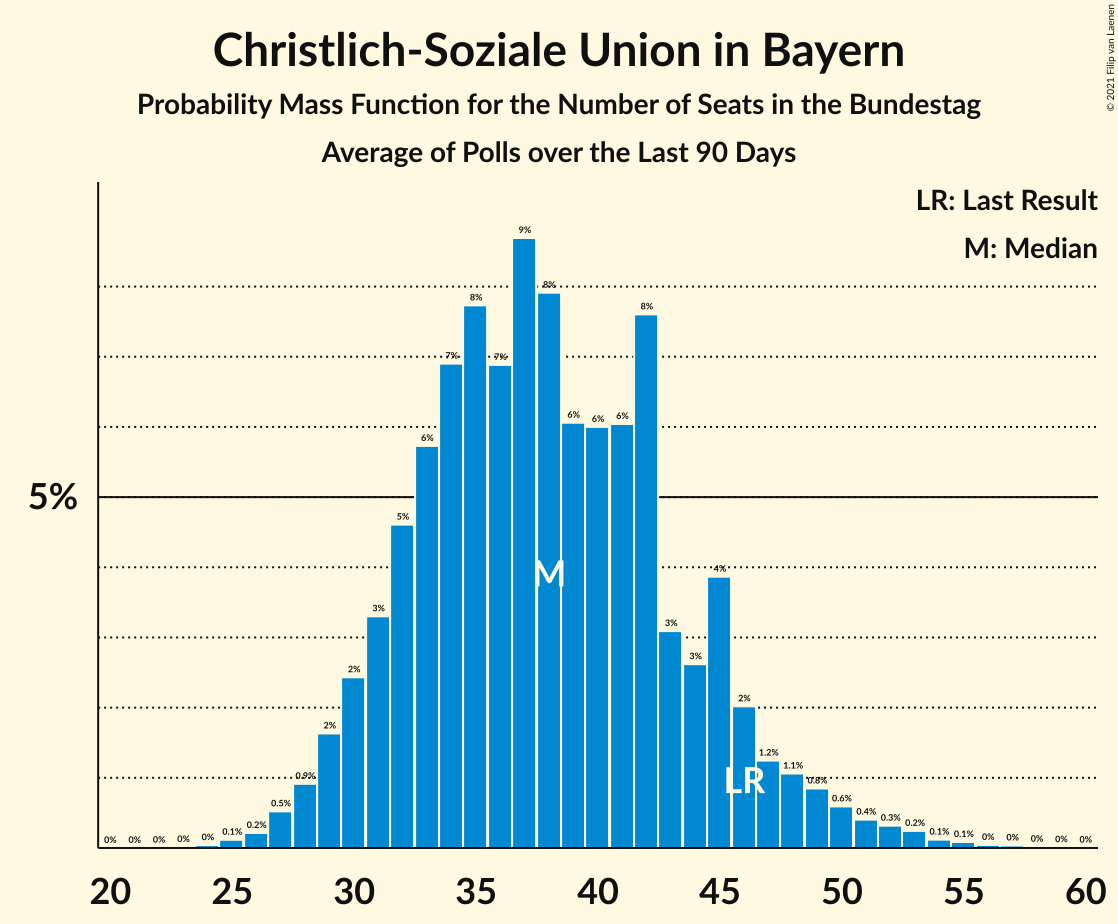 Christlich-Soziale Union in Bayern
Probability Mass Function for the Number of Seats in the Bundestag
Average of Polls over the Last 90 Days
© 2021 Filip van Laenen
LR: Last Result
M: Median
5%
0% 0% 0% 0% 0% 0.1% 0.2% 0.5% 0.9% 2% 2% 3% 5% 6% 7% 8% 7% 9% 8% 6% 6% 6% 8% 3% 3% 4% 2% 1.2% 1.1% 0.8% 0.6% 0.4% 0.3% 0.2% 0.1% 0.1% 0% 0% 0% 0% 0%
M
LR
20 25 30 35 40 45 50 55 60